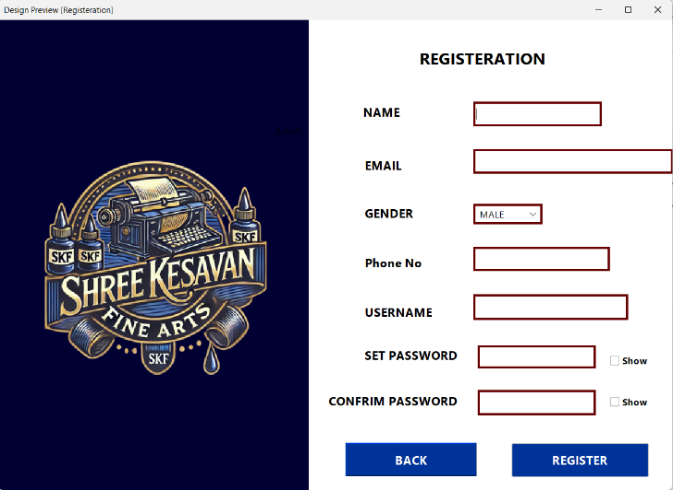 Design Preview [Registeration]
REGISTERATION
NAME
EMAIL
GENDER MALE
Phone No
USERNAME
SET PASSWORD Show
CONFRIM PASSWORD Show
BACK REGISTER
SKF SKF SKF
SHREE KESAVAN
FINE ARTS
SKF